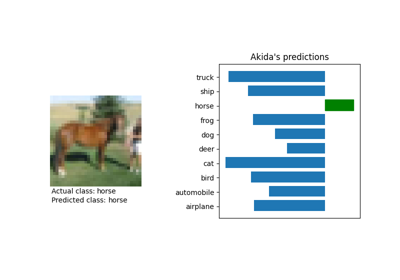 Akida's predictions
truck
ship
horse
frog
dog
deer
cat
bird
automobile
airplane
Actual class: horse
Predicted class: horse